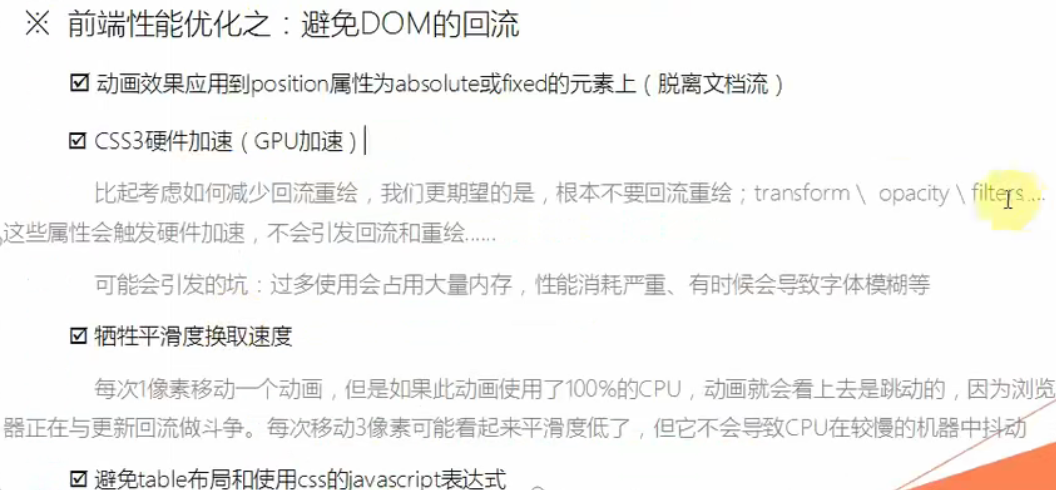 ※ 前端性能优化之：避免DOM的回流
☑ 动画效果应用到position属性为absolute或fixed的元素上（脱离文档流）
☑ CSS3硬件加速（GPU加速）
比起考虑如何减少回流重绘，我们更期望的是，根本不要回流重绘；transform \ opacity \ filters ...
这些属性会触发硬件加速，不会引发回流和重绘......
可能会引发的坑：过多使用会占用大量内存，性能消耗严重、有时候会导致字体模糊等
☑ 牺牲平滑度换取速度
每次1像素移动一个动画，但是如果此动画使用了100%的CPU，动画就会看上去是跳动的，因为浏览
器正在与更新回流做斗争。每次移动3像素可能看起来平滑度低了，但它不会导致CPU在较慢的机器中抖动
☑ 避免table布局和使用css的javascript表达式